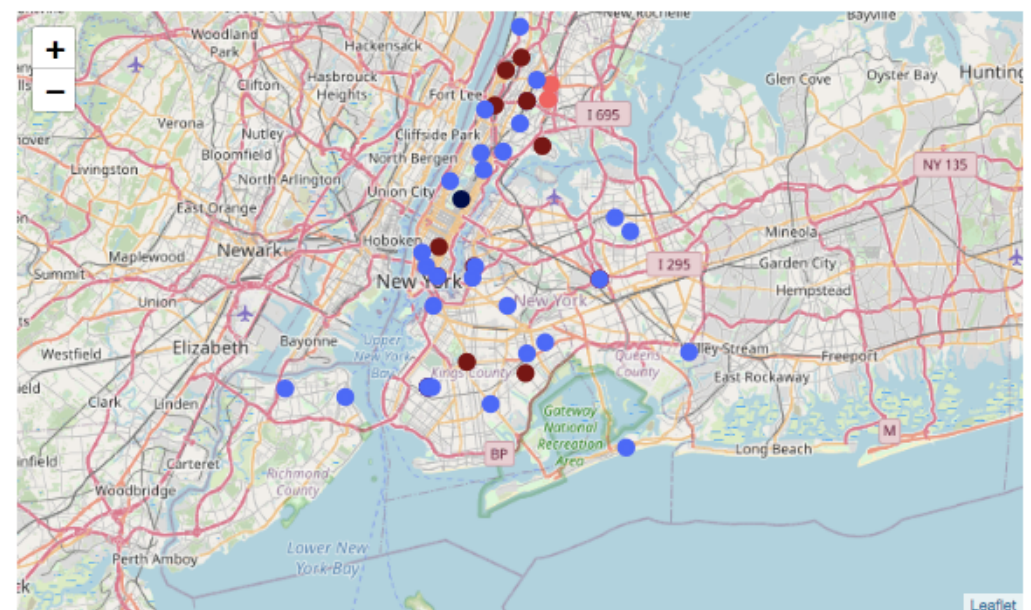 +
−
Woodland
Park
Hackensack
New Rochelle
Bayville
Glen Cove
Oyster Bay
Hunting
Clifton
Hasbrouck
Heights
Fort Lee
I 695
Verona
Nutley
Cliffside Park
Bloomfield
North Bergen
Livingston
North Arlington
Union City
NY 135
East Orange
Hoboken
Mineola
Newark
Maplewood
I 295
Garden City
Summit
New York
Hempstead
Union
New York
Bayonne
Upper
New York
Bay
Westfield
Elizabeth
Kings County
Queens
County
lley Stream
Freeport
East Rockaway
Clark
Linden
Gateway
National
Recreation
Area
M
BP
Long Beach
Carteret
Richmond
County
Woodbridge
Lower New
York Bay
Perth Amboy
Leaflet